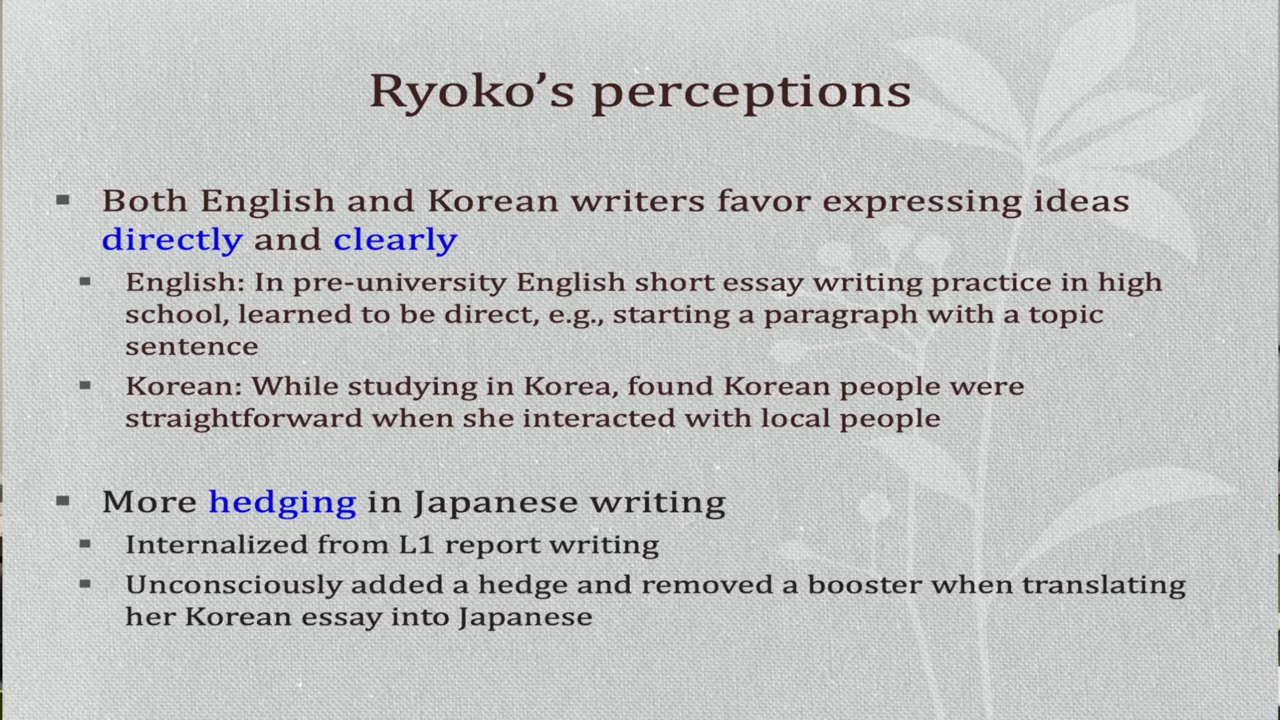 Ryoko's perceptions
▪ Both English and Korean writers favor expressing ideas
directly and clearly
▪ English: In pre-university English short essay writing practice in high
school, learned to be direct, e.g., starting a paragraph with a topic
sentence
▪ Korean: While studying in Korea, found Korean people were
straightforward when she interacted with local people
▪ More hedging in Japanese writing
▪ Internalized from L1 report writing
▪ Unconsciously added a hedge and removed a booster when translating
her Korean essay into Japanese